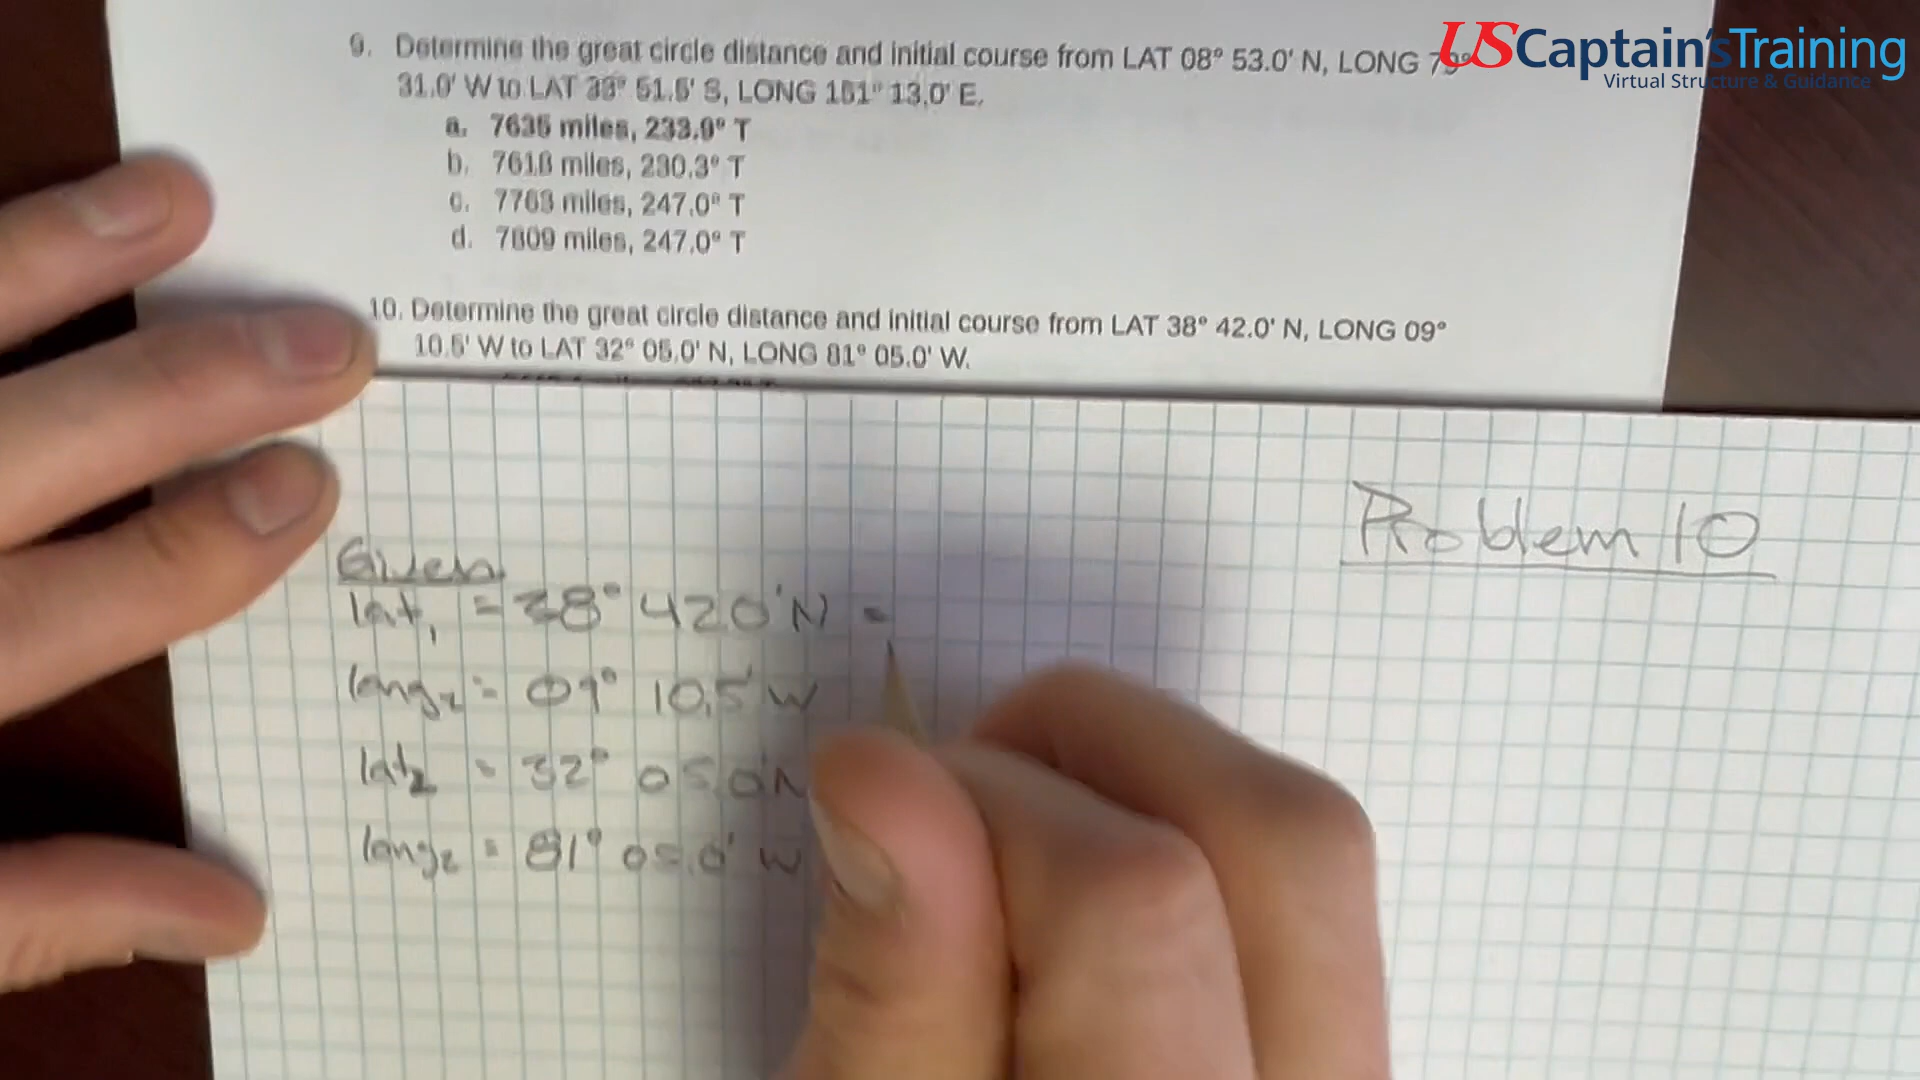 USCaptain'sTraining
Virtual Structure & Guidance
9. Determine the great circle distance and initial course from LAT 08° 53.0' N, LONG 79°
31.0' W to LAT 33° 51.5' S, LONG 151° 13.0' E.
a. 7635 miles, 233.9° T
b. 7618 miles, 230.3° T
c. 7763 miles, 247.0° T
d. 7809 miles, 247.0° T
10. Determine the great circle distance and initial course from LAT 38° 42.0' N, LONG 09°
10.5' W to LAT 32° 05.0' N, LONG 81° 05.0' W.
Problem 10
Given
lat₁ = 38° 42.0' N =
long₂ = 09° 10.5' W
lat₂ = 32° 05.0' N
long₂ = 81° 05.0' W